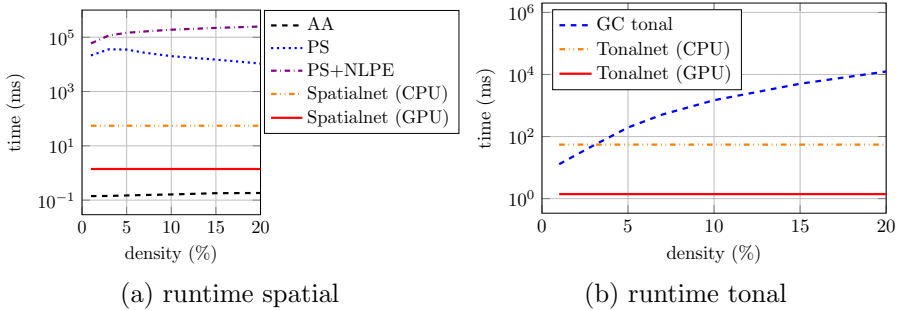 10^5
10^3
10^1
10^{-1}
time (ms)
0
5
10
15
20
density (%)
AA
PS
PS+NLPE
Spatialnet (CPU)
Spatialnet (GPU)
(a) runtime spatial
10^6
10^4
10^2
10^0
time (ms)
0
5
10
15
20
density (%)
GC tonal
Tonalnet (CPU)
Tonalnet (GPU)
(b) runtime tonal